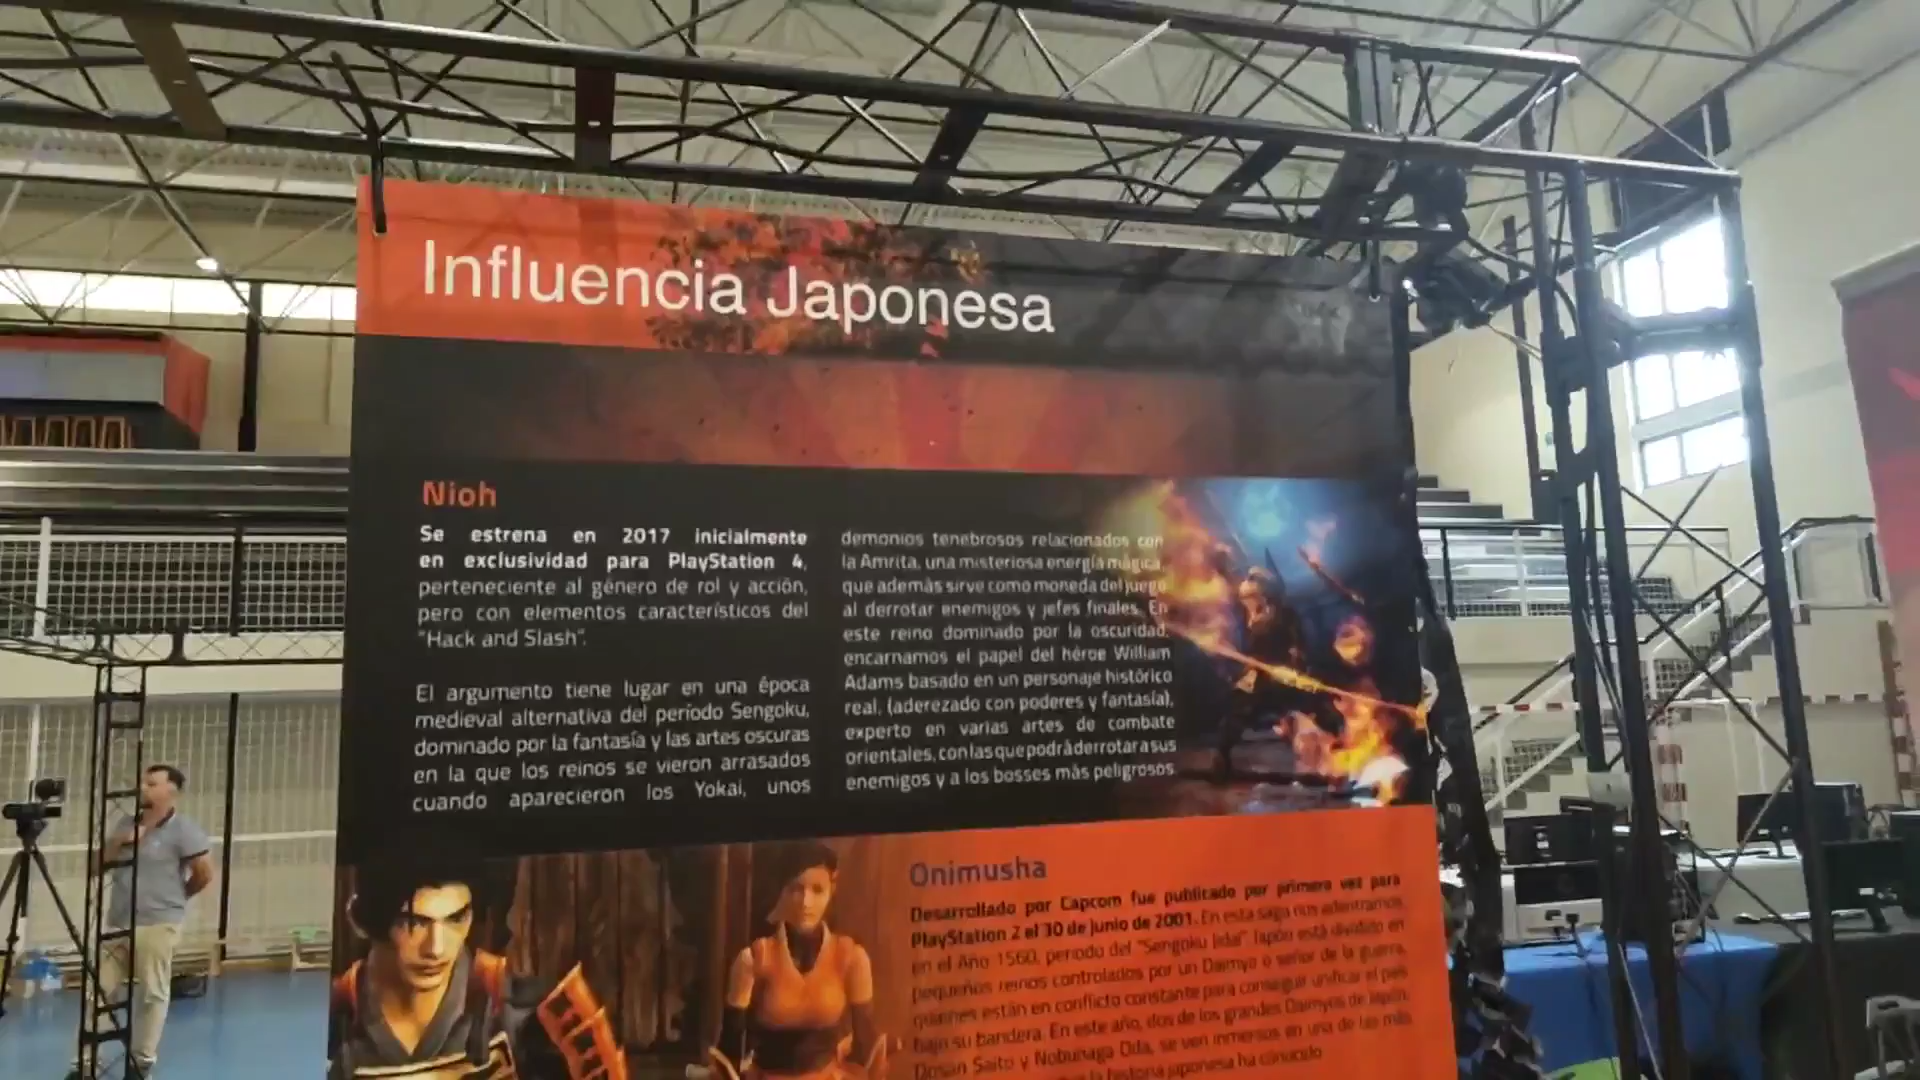 Influencia Japonesa
Nioh
Se estrena en 2017 inicialmente
en exclusividad para PlayStation 4,
perteneciente al género de rol y acción,
pero con elementos característicos del
"Hack and Slash".
El argumento tiene lugar en una época
medieval alternativa del período Sengoku,
dominado por la fantasía y las artes oscuras
en la que los reinos se vieron arrasados
cuando aparecieron los Yokai, unos
demonios tenebrosos relacionados con
la Amrita, una misteriosa energía mágica,
que además sirve como moneda del juego
al derrotar enemigos y jefes finales. En
este reino dominado por la oscuridad,
encarnamos el papel del héroe William
Adams basado en un personaje histórico
real, (aderezado con poderes y fantasía),
experto en varias artes de combate
orientales, con las que podrá derrotar a sus
enemigos y a los bosses más peligrosos.
Onimusha
Desarrollado por Capcom fue publicado por primera vez para
PlayStation 2 el 30 de Junio de 2001. En esta saga nos adentramos
en el Año 1560, periodo del "Sengoku Jidai" Japón está dividido en
pequeños reinos controlados por un Daimyo o señor de la guerra,
quienes están en conflicto constante para conseguir unificar el país
bajo su bandera. En este año, dos de los grandes Daimyos de Japón,
Dosan Saito y Nobunaga Oda, se ven inmersos en una de las más
la historia japonesa ha conocido